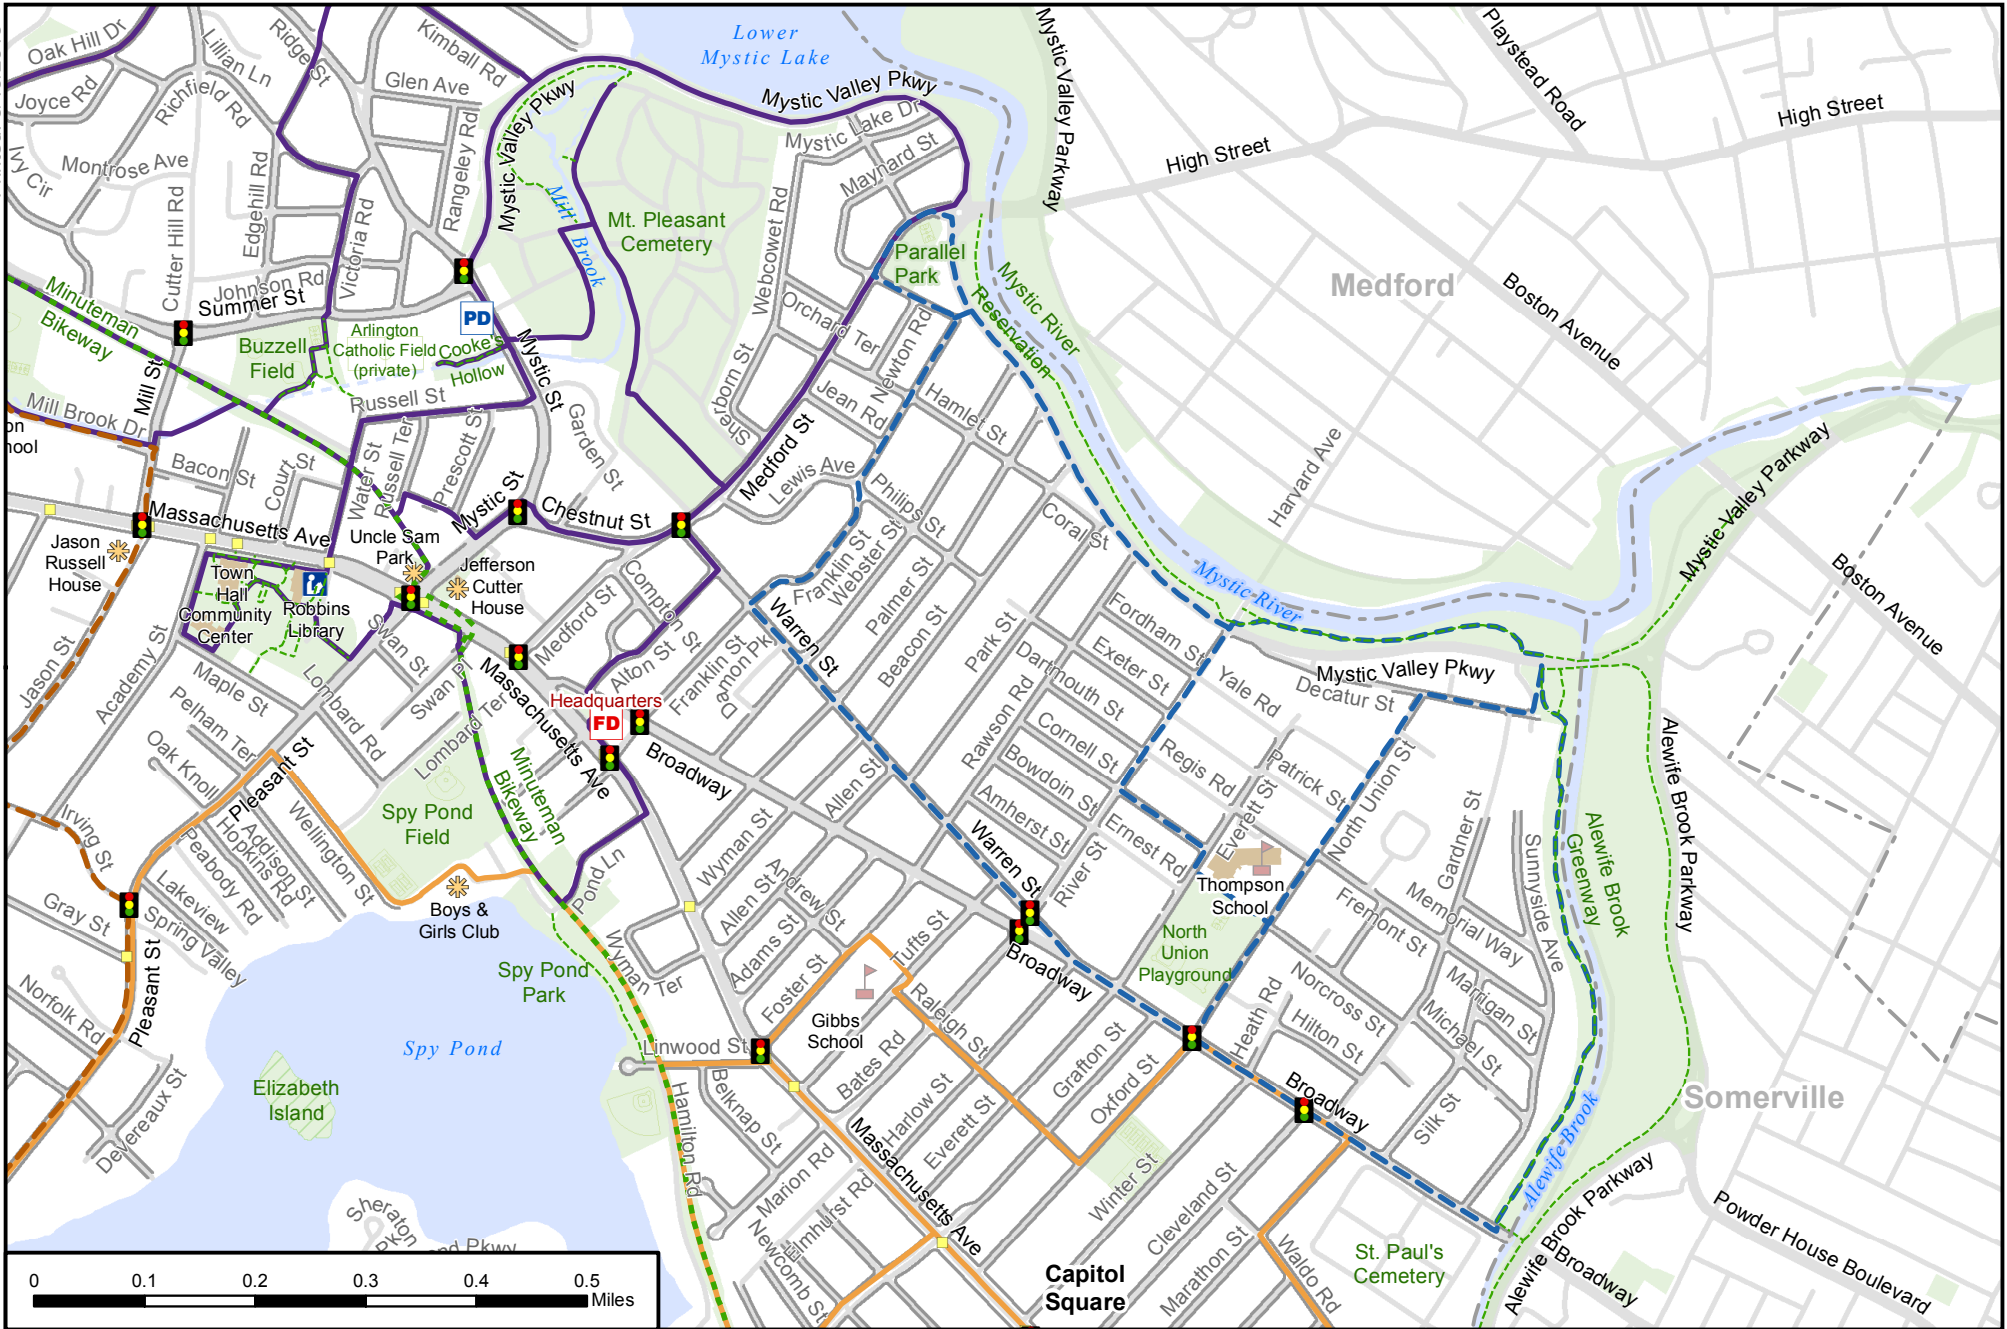 Oak Hill Dr
Lillian Ln
Ridge St
Kimball Rd
Lower
Mystic Lake
Mystic Valley Parkway
Playstead Road
Joyce Rd
Richfield Rd
Glen Ave
Mystic Valley Pkwy
Mystic Valley Pkwy
Mystic Lake Dr
High Street
High Street
Ivy Cir
Montrose Ave
Cutter Hill Rd
Edgehill Rd
Victoria Rd
Rangeley Rd
Mill Brook
Mt. Pleasant
Cemetery
Webcowet Rd
Maynard St
Parallel
Park
Mystic River
Reservation
Medford
Boston Avenue
Johnson Rd
Summer St
Minuteman
Bikeway
Buzzell
Field
Arlington
Catholic Field
(private)
PD
Cooke's
Hollow
Mystic St
Orchard Ter
Newton Rd
Mill St
Mill Brook Dr
on
hool
Russell St
Garden St
Sherborn St
Jean Rd
Hamlet St
Bacon St
Court St
Water St
Russell Ter
Prescott St
Medford St
Lewis Ave
Philips St
Harvard Ave
Mystic Valley Parkway
Massachusetts Ave
Mystic St
Chestnut St
Coral St
Jason
Russell
House
Uncle Sam
Park
Jefferson
Cutter
House
Franklin St
Webster St
Palmer St
Beacon St
Mystic River
Boston Avenue
Town
Hall
Community
Center
Robbins
Library
Swan St
Medford St
Compton St
Warren St
Fordham St
Exeter St
Park St
Jason St
Academy St
Maple St
Lombard Rd
Swan Pl
Lombard Ter
Massachusetts Ave
Alton St
Franklin St
Damon Pk
Dartmouth St
Rawson Rd
Yale Rd
Decatur St
Mystic Valley Pkwy
Headquarters
FD
Pelham Ter
Oak Knoll
Pleasant St
Broadway
Cornell St
Bowdoin St
Regis Rd
Patrick St
North Union St
Alewife Brook Parkway
Irving St
Wellington St
Addison St
Hopkins Rd
Peabody Rd
Spy Pond
Field
Minuteman
Bikeway
Allen St
Amherst St
Ernest Rd
Everett St
Gardner St
Sunnyside Ave
Alewife Brook
Greenway
Gray St
Lakeview
Spring Valley
Boys &
Girls Club
Pond Ln
Wyman St
Andrew St
Allen St
Adams St
Warren St
River St
Thompson
School
Fremont St
Memorial Way
Norfolk Rd
Pleasant St
Spy Pond
Park
Wyman Ter
Foster St
Tufts St
Broadway
North
Union
Playground
Heath Rd
Norcross St
Marrigan St
Spy Pond
Linwood St
Gibbs
School
Raleigh St
Hilton St
Michael St
Elizabeth
Island
Devereaux St
Belknap St
Bates Rd
Grafton St
Oxford St
Broadway
Silk St
Somerville
Hamilton Rd
Harlow St
Everett St
Massachusetts Ave
Marion Rd
Elmhurst Rd
Winter St
Cleveland St
Alewife Brook
Alewife Brook Parkway
Powder House Boulevard
Sheraton
Pk
nd Pkwy
Newcomb St
Capitol
Square
Marathon St
Waldo Rd
St. Paul's
Cemetery
Broadway
0 0.1 0.2 0.3 0.4 0.5
Miles